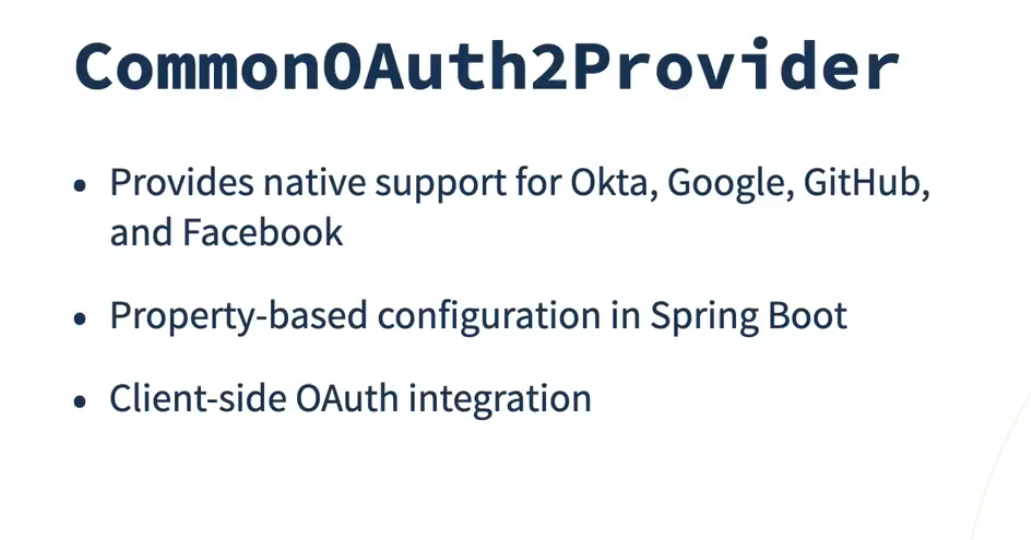 CommonOAuth2Provider
• Provides native support for Okta, Google, GitHub,
and Facebook
• Property-based configuration in Spring Boot
• Client-side OAuth integration